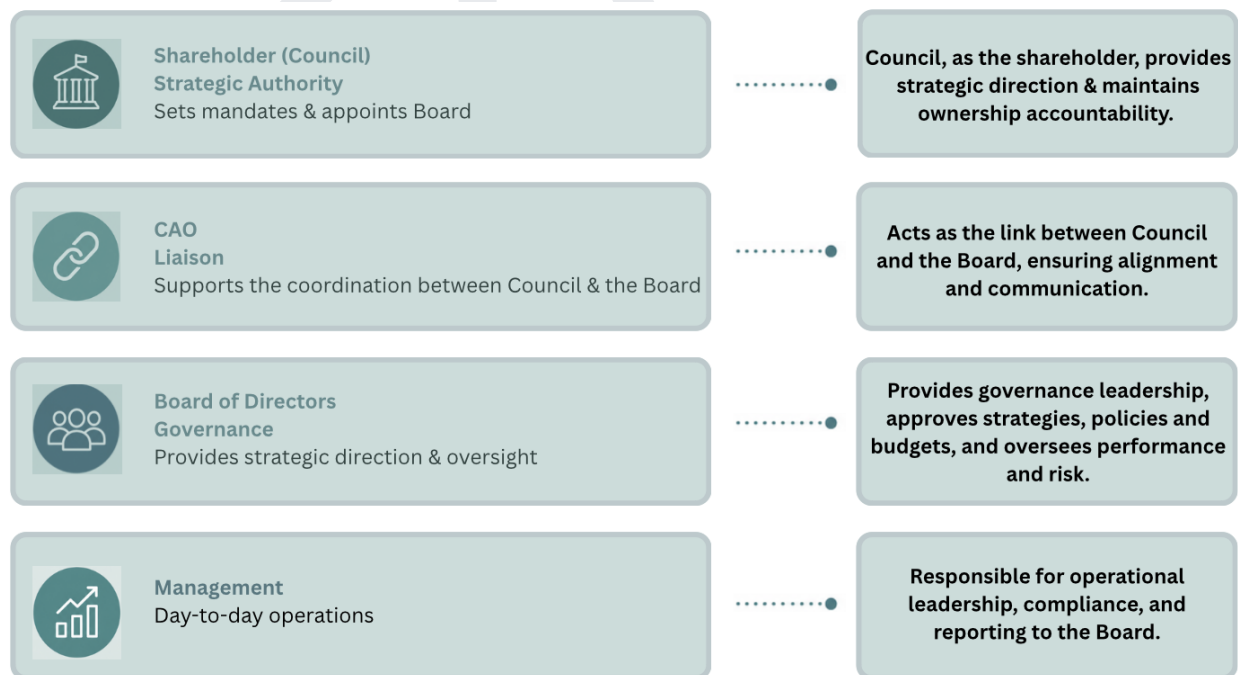 Shareholder (Council)
Strategic Authority
Sets mandates & appoints Board
Council, as the shareholder, provides
strategic direction & maintains
ownership accountability.
CAO
Liaison
Supports the coordination between Council & the Board
Acts as the link between Council
and the Board, ensuring alignment
and communication.
Board of Directors
Governance
Provides strategic direction & oversight
Provides governance leadership,
approves strategies, policies and
budgets, and oversees performance
and risk.
Management
Day-to-day operations
Responsible for operational
leadership, compliance, and
reporting to the Board.